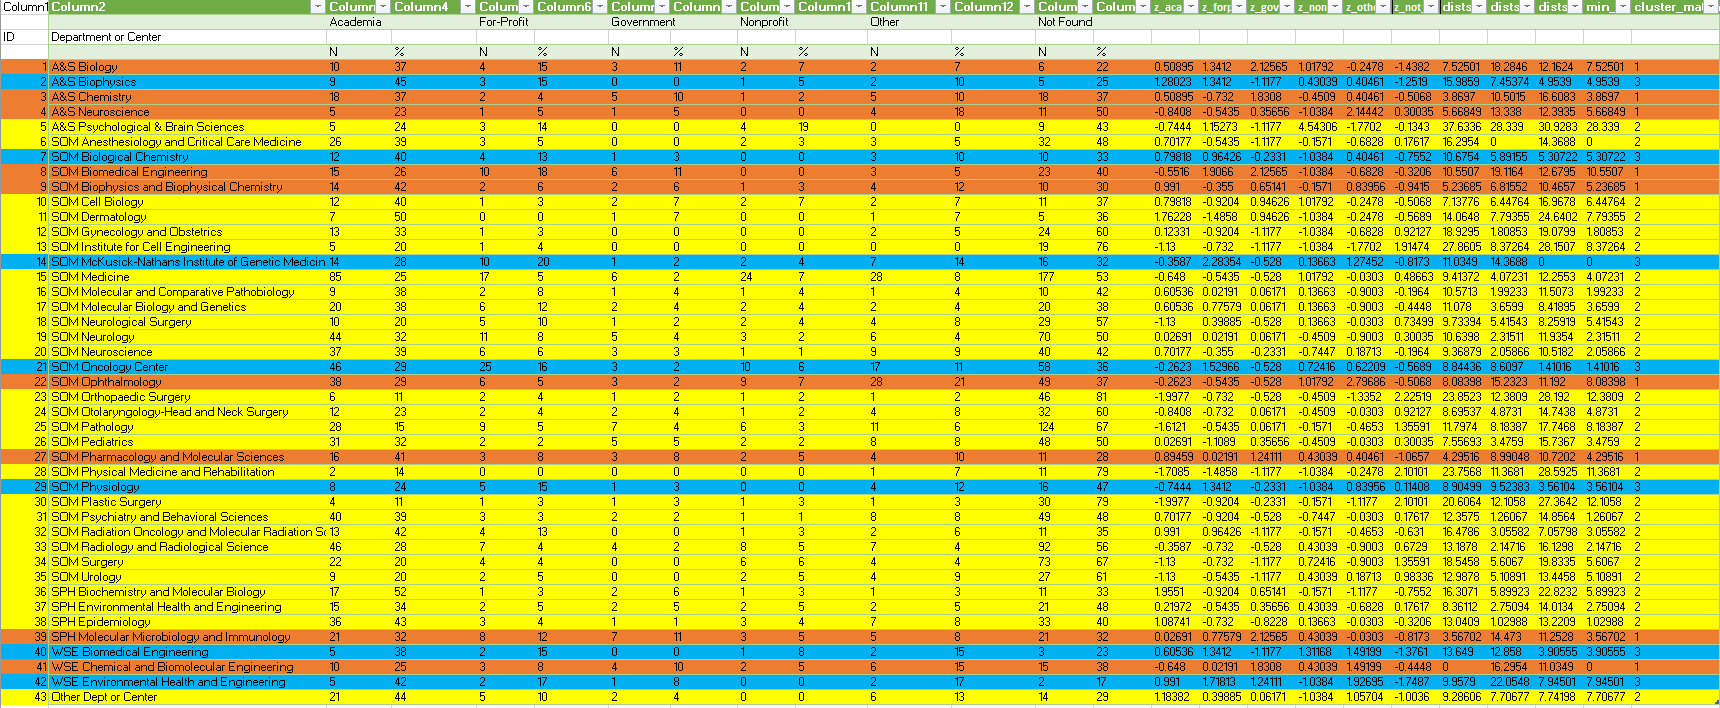 Column1 Column2 Column Column4 Colum Column6 Colum Column Colum Column1 Column11 Column12 Colum Colum z_aca z_forp z_gov z_non z_oth z_not dists dists dists min_ cluster_ma
Academia For-Profit Government Nonprofit Other Not Found
ID Department or Center
N % N % N % N % N % N %
1 A&S Biology 10 37 4 15 3 11 2 7 2 7 6 22 0.50895 1.3412 2.12565 1.01792 -0.2478 -1.4382 7.52501 18.2846 12.1624 7.52501 1
2 A&S Biophysics 9 45 3 15 0 0 1 5 2 10 5 25 1.28023 1.3412 -1.1177 0.43039 0.40461 -1.2519 15.9859 7.45374 4.9539 4.9539 3
3 A&S Chemistry 18 37 2 4 5 10 1 2 5 10 18 37 0.50895 -0.732 1.8308 -0.4509 0.40461 -0.5068 3.8697 10.5015 16.6083 3.8697 1
4 A&S Neuroscience 5 23 1 5 1 5 0 0 4 18 11 50 -0.8408 -0.5435 0.35656 -1.0384 2.14442 0.30035 5.66849 13.338 12.3935 5.66849 1
5 A&S Psychological & Brain Sciences 5 24 3 14 0 0 4 19 0 0 9 43 -0.7444 1.15273 -1.1177 4.54306 -1.7702 -0.1343 37.6336 28.339 30.9283 28.339 2
6 SOM Anesthesiology and Critical Care Medicine 26 39 3 5 0 0 2 3 3 5 32 48 0.70177 -0.5435 -1.1177 -0.1571 -0.6828 0.17617 16.2954 0 14.3688 0 2
7 SOM Biological Chemistry 12 40 4 13 1 3 0 0 3 10 10 33 0.79818 0.96426 -0.2331 -1.0384 0.40461 -0.7552 10.6754 5.89155 5.30722 5.30722 3
8 SOM Biomedical Engineering 15 26 10 18 6 11 0 0 3 5 23 40 -0.5516 1.9066 2.12565 -1.0384 -0.6828 -0.3206 10.5507 19.1164 12.7985 10.5507 1
9 SOM Biophysics and Biophysical Chemistry 14 42 2 6 2 6 1 3 4 12 10 30 0.991 -0.355 0.65141 -0.1571 0.83956 -0.9415 5.23685 6.81552 10.4657 5.23685 1
10 SOM Cell Biology 12 40 1 3 2 7 2 7 2 7 11 37 0.79818 -0.9204 0.94626 1.01792 -0.2478 -0.5068 7.13776 6.44764 16.9678 6.44764 2
11 SOM Dermatology 7 50 0 0 1 7 0 0 1 7 5 36 1.76228 -1.4858 0.94626 -1.0384 -0.2478 -0.5689 14.0648 7.79355 24.6402 7.79355 2
12 SOM Gynecology and Obstetrics 13 33 1 3 0 0 0 0 2 5 24 60 0.12331 -0.9204 -1.1177 -1.0384 -0.6828 0.92127 18.9295 1.80853 19.0799 1.80853 2
13 SOM Institute for Cell Engineering 5 20 1 4 0 0 0 0 0 0 19 76 -1.13 -0.732 -1.1177 -1.0384 -1.7702 1.91474 27.8605 8.37264 28.1507 8.37264 2
14 SOM McKusick-Nathans Institute of Genetic Medicin 14 28 10 20 1 2 2 4 7 14 16 32 -0.3587 2.28354 -0.528 0.13663 1.27452 -0.8173 11.0349 14.3688 0 0 3
15 SOM Medicine 85 25 17 5 6 2 24 7 28 8 177 53 -0.648 -0.5435 -0.528 1.01792 -0.0303 0.48663 9.41372 4.07231 12.2553 4.07231 2
16 SOM Molecular and Comparative Pathobiology 9 38 2 8 1 4 1 4 1 4 10 42 0.60536 0.02191 0.06171 0.13663 -0.9003 -0.1964 10.5713 1.99233 11.5073 1.99233 2
17 SOM Molecular Biology and Genetics 20 38 6 12 2 4 2 4 2 4 20 38 0.60536 0.77579 0.06171 0.13663 -0.9003 -0.4448 11.078 3.6599 8.41895 3.6599 2
18 SOM Neurological Surgery 10 20 5 10 1 2 2 4 4 8 29 57 -1.13 0.39885 -0.528 0.13663 -0.0303 0.73499 9.73394 5.41543 8.25919 5.41543 2
19 SOM Neurology 44 32 11 8 5 4 3 2 6 4 70 50 0.02691 0.02191 0.06171 -0.4509 -0.9003 0.30035 10.6398 2.31511 11.9354 2.31511 2
20 SOM Neuroscience 37 39 6 6 3 3 1 1 9 9 40 42 0.70177 -0.355 -0.2331 -0.7447 0.18713 -0.1964 9.36879 2.05866 10.5182 2.05866 2
21 SOM Oncology Center 46 29 25 16 3 2 10 6 17 11 58 36 -0.2623 1.52966 -0.528 0.72416 0.62209 -0.5689 8.84436 8.6097 1.41016 1.41016 3
22 SOM Ophthalmology 38 29 6 5 3 2 9 7 28 21 49 37 -0.2623 -0.5435 -0.528 1.01792 2.79686 -0.5068 8.08398 15.2323 11.192 8.08398 1
23 SOM Orthopaedic Surgery 6 11 2 4 1 2 1 2 1 2 46 81 -1.9977 -0.732 -0.528 -0.4509 -1.3352 2.22519 23.8523 12.3809 28.192 12.3809 2
24 SOM Otolaryngology-Head and Neck Surgery 12 23 2 4 2 4 1 2 4 8 32 60 -0.8408 -0.732 0.06171 -0.4509 -0.0303 0.92127 8.69537 4.8731 14.7438 4.8731 2
25 SOM Pathology 28 15 9 5 7 4 6 3 11 6 124 67 -1.6121 -0.5435 0.06171 -0.1571 -0.4653 1.35591 11.7974 8.18387 17.7468 8.18387 2
26 SOM Pediatrics 31 32 2 2 5 5 2 2 8 8 48 50 0.02691 -1.1089 0.35656 -0.4509 -0.0303 0.30035 7.55693 3.4759 15.7367 3.4759 2
27 SOM Pharmacology and Molecular Sciences 16 41 3 8 3 8 2 5 4 10 11 28 0.89459 0.02191 1.24111 0.43039 0.40461 -1.0657 4.29516 8.99048 10.7202 4.29516 1
28 SOM Physical Medicine and Rehabilitation 2 14 0 0 0 0 0 0 1 7 11 79 -1.7085 -1.4858 -1.1177 -1.0384 -0.2478 2.10101 23.7568 11.3681 28.5925 11.3681 2
29 SOM Physiology 8 24 5 15 1 3 0 0 4 12 16 47 -0.7444 1.3412 -0.2331 -1.0384 0.83956 0.11408 8.90499 9.52383 3.56104 3.56104 3
30 SOM Plastic Surgery 4 11 1 3 1 3 1 3 1 3 30 79 -1.9977 -0.9204 -0.2331 -0.1571 -1.1177 2.10101 20.6064 12.1058 27.3642 12.1058 2
31 SOM Psychiatry and Behavioral Sciences 40 39 3 3 2 2 1 1 8 8 49 48 0.70177 -0.9204 -0.528 -0.7447 -0.0303 0.17617 12.3575 1.26067 14.8564 1.26067 2
32 SOM Radiation Oncology and Molecular Radiation Sc 13 42 4 13 0 0 1 3 2 6 11 35 0.991 0.96426 -1.1177 -0.1571 -0.4653 -0.631 16.4786 3.05582 7.05798 3.05582 2
33 SOM Radiology and Radiological Science 46 28 7 4 4 2 8 5 7 4 92 56 -0.3587 -0.732 -0.528 0.43039 -0.9003 0.6729 13.1878 2.14716 16.1298 2.14716 2
34 SOM Surgery 22 20 4 4 0 0 6 6 4 4 73 67 -1.13 -0.732 -1.1177 0.72416 -0.9003 1.35591 18.5458 5.6067 19.8335 5.6067 2
35 SOM Urology 9 20 2 5 0 0 2 5 4 9 27 61 -1.13 -0.5435 -1.1177 0.43039 0.18713 0.98336 12.9878 5.10891 13.4458 5.10891 2
36 SPH Biochemistry and Molecular Biology 17 52 1 3 2 6 1 3 1 3 11 33 1.9551 -0.9204 0.65141 -0.1571 -1.1177 -0.7552 16.3071 5.89923 22.8232 5.89923 2
37 SPH Environmental Health and Engineering 15 34 2 5 2 5 2 5 2 5 21 48 0.21972 -0.5435 0.35656 0.43039 -0.6828 0.17617 8.36112 2.75094 14.0134 2.75094 2
38 SPH Epidemiology 36 43 3 4 1 1 3 4 7 8 33 40 1.08741 -0.732 -0.8228 0.13663 -0.0303 -0.3206 13.0409 1.02988 13.2209 1.02988 2
39 SPH Molecular Microbiology and Immunology 21 32 8 12 7 11 3 5 5 8 21 32 0.02691 0.77579 2.12565 0.43039 -0.0303 -0.8173 3.56702 14.473 11.2528 3.56702 1
40 WSE Biomedical Engineering 5 38 2 15 0 0 1 8 2 15 3 23 0.60536 1.3412 -1.1177 1.31168 1.49199 -1.3761 13.649 12.858 3.90555 3.90555 3
41 WSE Chemical and Biomolecular Engineering 10 25 3 8 4 10 2 5 6 15 15 38 -0.648 0.02191 1.8308 0.43039 1.49199 -0.4448 0 16.2954 11.0349 0 1
42 WSE Environmental Health and Engineering 5 42 2 17 1 8 0 0 2 17 2 17 0.991 1.71813 1.24111 -1.0384 1.92695 -1.7487 9.9579 22.0548 7.94501 7.94501 3
43 Other Dept or Center 21 44 5 10 2 4 0 0 6 13 14 29 1.18382 0.39885 0.06171 -1.0384 1.05704 -1.0036 9.28606 7.70677 7.74198 7.70677 2